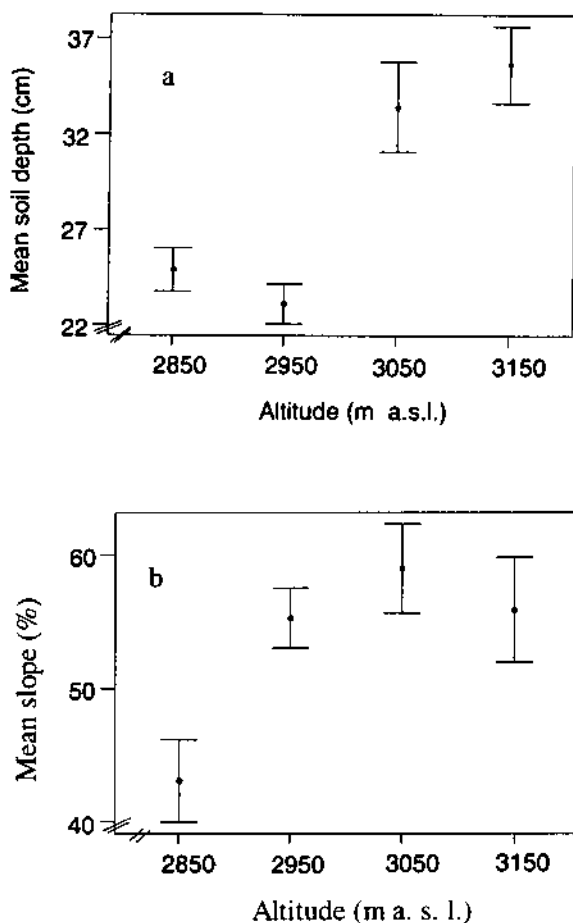 37
32
27
22
Mean soil depth (cm)
a
2850 2950 3050 3150
Altitude (m a.s.l.)
60
50
40
Mean slope (%)
b
2850 2950 3050 3150
Altitude (m a. s. l.)